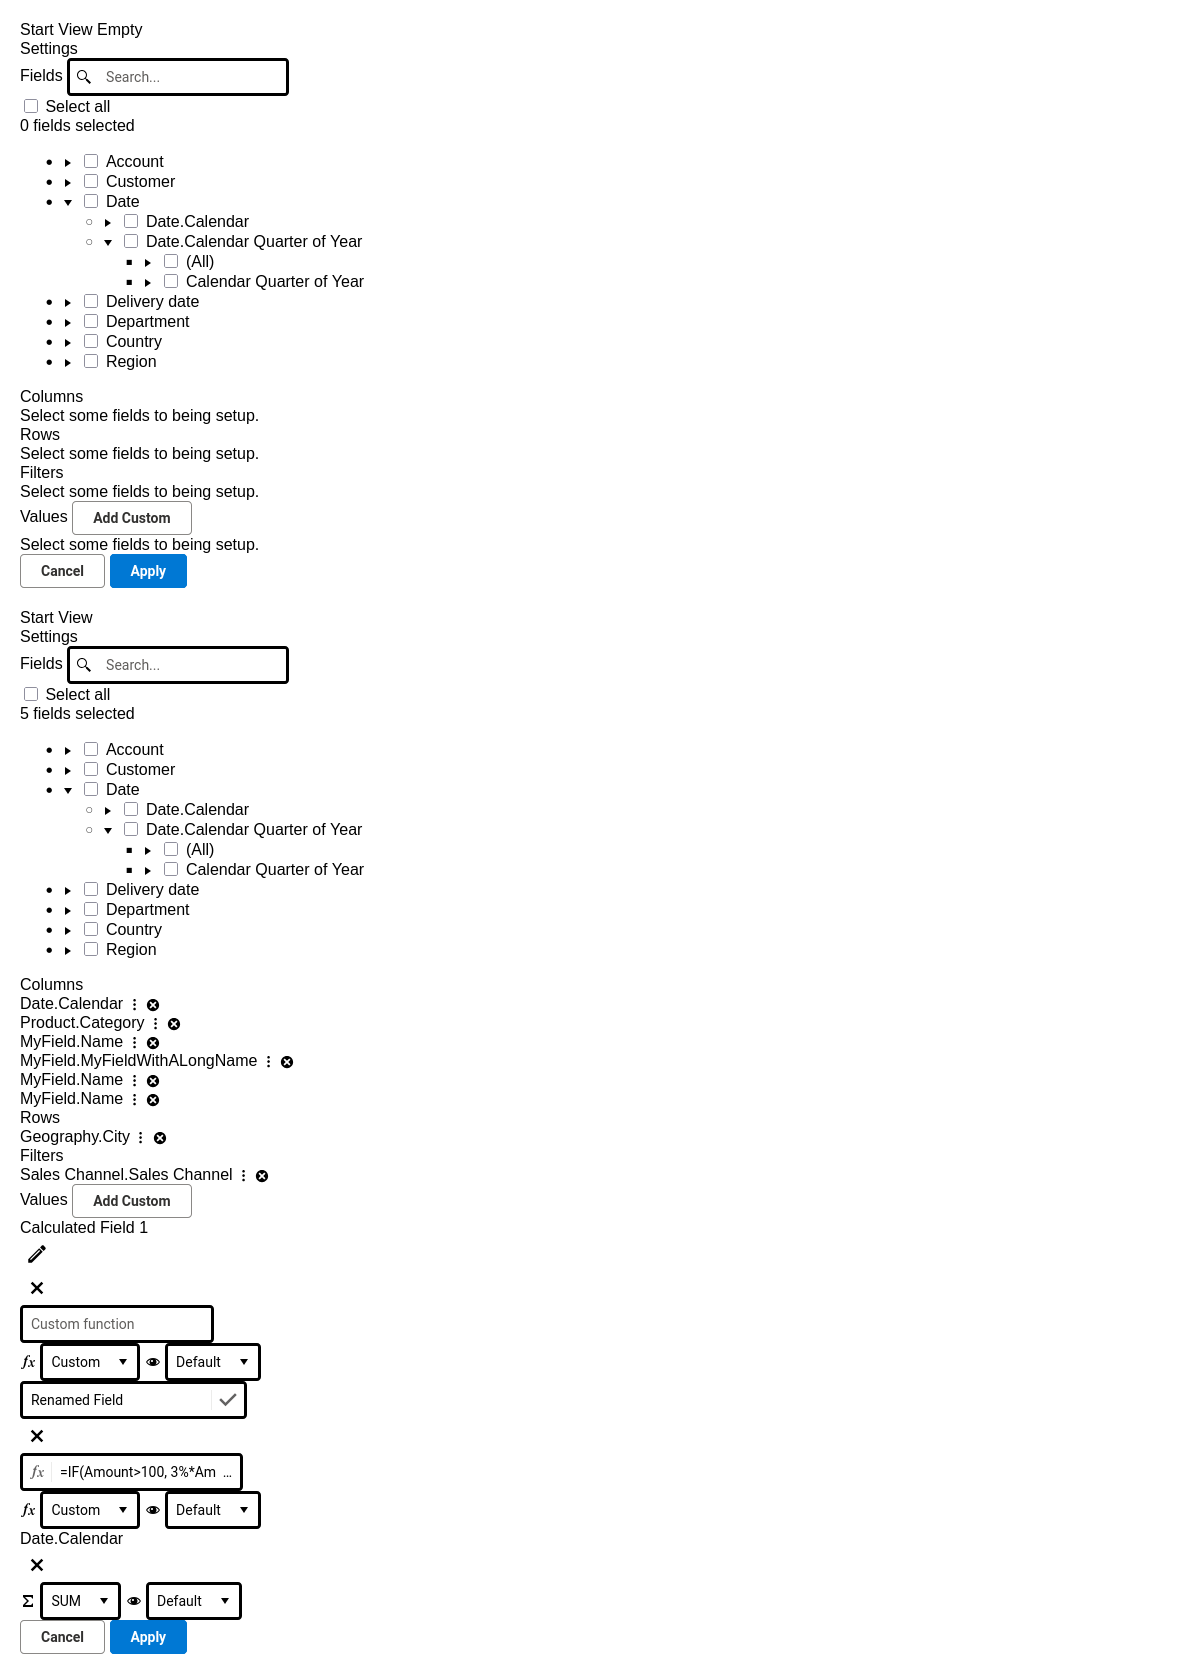 Start View Empty
Settings
Fields Search...
Select all
0 fields selected
Account
Customer
Date
Date.Calendar
Date.Calendar Quarter of Year
(All)
Calendar Quarter of Year
Delivery date
Department
Country
Region
Columns
Select some fields to being setup.
Rows
Select some fields to being setup.
Filters
Select some fields to being setup.
Values Add Custom
Select some fields to being setup.
Cancel Apply
Start View
Settings
Fields Search...
Select all
5 fields selected
Account
Customer
Date
Date.Calendar
Date.Calendar Quarter of Year
(All)
Calendar Quarter of Year
Delivery date
Department
Country
Region
Columns
Date.Calendar
Product.Category
MyField.Name
MyField.MyFieldWithALongName
MyField.Name
MyField.Name
Rows
Geography.City
Filters
Sales Channel.Sales Channel
Values Add Custom
Calculated Field 1
Custom function
fx Custom Default
Renamed Field
fx =IF(Amount>100, 3%*Am ...
fx Custom Default
Date.Calendar
Σ SUM Default
Cancel Apply